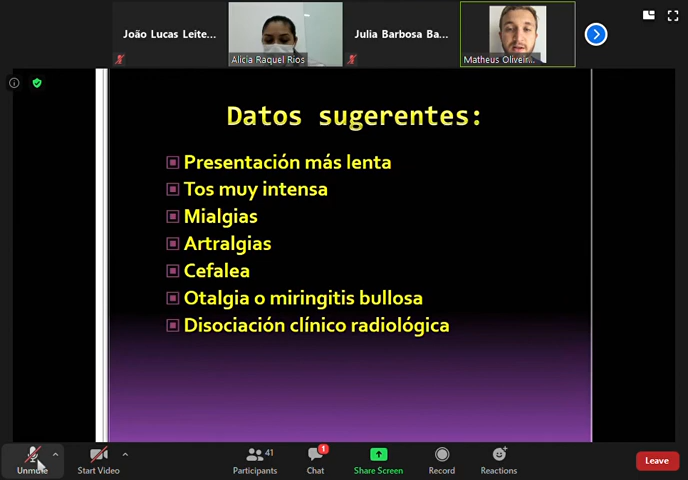 João Lucas Leite...
Alícia Raquel Rios
Julia Barbosa Ba...
Matheus Oliveir...
Datos sugerentes:
Presentación más lenta
Tos muy intensa
Mialgias
Artralgias
Cefalea
Otalgia o miringitis bullosa
Disociación clínico radiológica
Unmute
Start Video
41
Participants
1
Chat
Share Screen
Record
Reactions
Leave